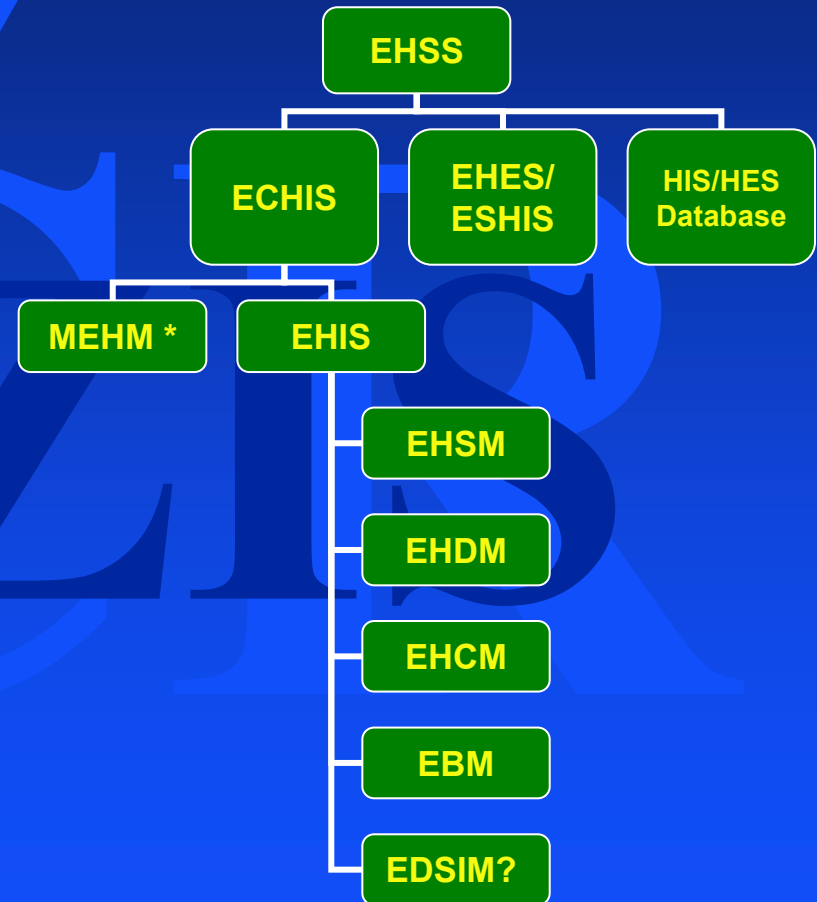 EHSS
ECHIS
EHES/
ESHIS
HIS/HES
Database
MEHM *
EHIS
EHSM
EHDM
EHCM
EBM
EDSIM?